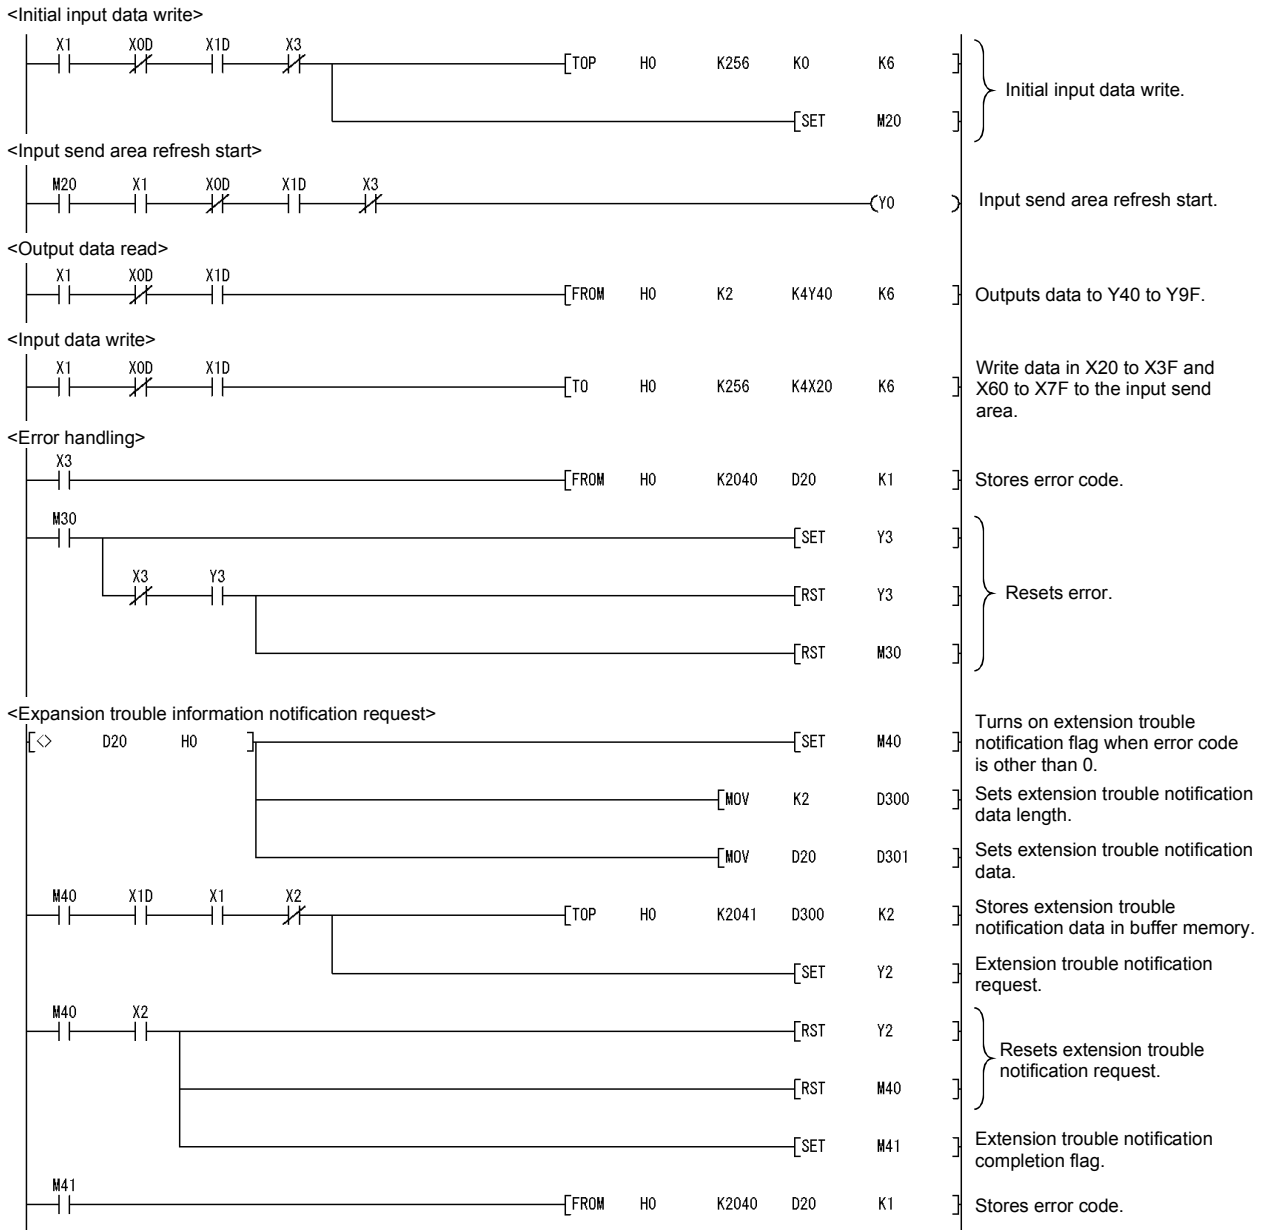 <Initial input data write>
X1 X0D X1D X3
[TOP H0 K256 K0 K6 ]
Initial input data write.
[SET M20 ]
<Input send area refresh start>
M20 X1 X0D X1D X3
(Y0 )
Input send area refresh start.
<Output data read>
X1 X0D X1D
[FROM H0 K2 K4Y40 K6 ]
Outputs data to Y40 to Y9F.
<Input data write>
X1 X0D X1D
[TO H0 K256 K4X20 K6 ]
Write data in X20 to X3F and
X60 to X7F to the input send
area.
<Error handling>
X3
[FROM H0 K2040 D20 K1 ]
Stores error code.
M30
[SET Y3 ]
X3 Y3
[RST Y3 ]
Resets error.
[RST M30 ]
<Expansion trouble information notification request>
[<> D20 H0 ]
[SET M40 ]
Turns on extension trouble
notification flag when error code
is other than 0.
[MOV K2 D300 ]
Sets extension trouble notification
data length.
[MOV D20 D301 ]
Sets extension trouble notification
data.
M40 X1D X1 X2
[TOP H0 K2041 D300 K2 ]
Stores extension trouble
notification data in buffer memory.
[SET Y2 ]
Extension trouble notification
request.
M40 X2
[RST Y2 ]
Resets extension trouble
notification request.
[RST M40 ]
[SET M41 ]
Extension trouble notification
completion flag.
M41
[FROM H0 K2040 D20 K1 ]
Stores error code.